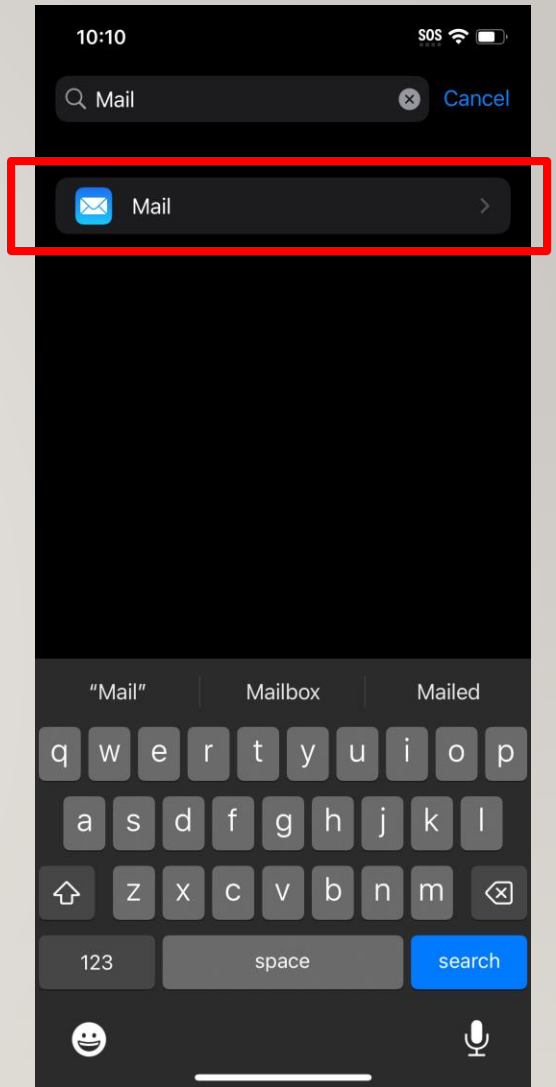 10:10 SOS
Mail Cancel
Mail
“Mail” Mailbox Mailed
q w e r t y u i o p
a s d f g h j k l
z x c v b n m
123 space search